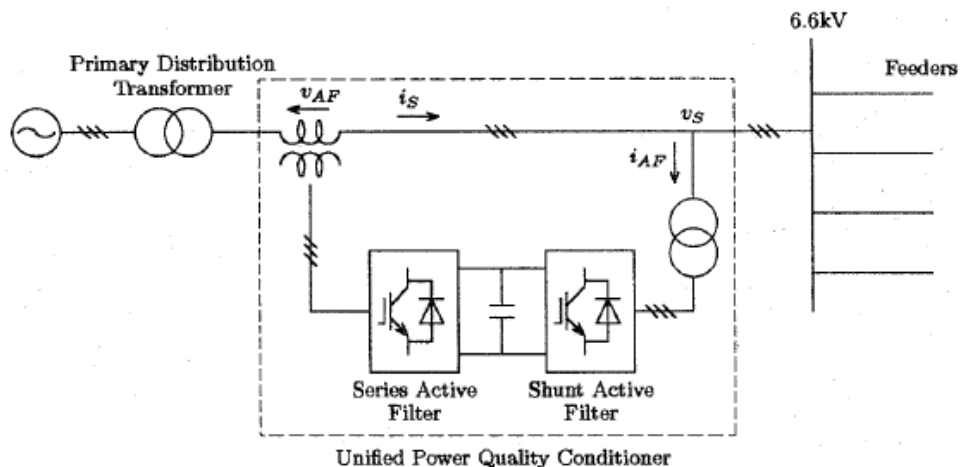 6.6kV
Primary Distribution
Transformer
Feeders
v_AF
i_S
v_S
i_AF
Series Active
Filter
Shunt Active
Filter
Unified Power Quality Conditioner